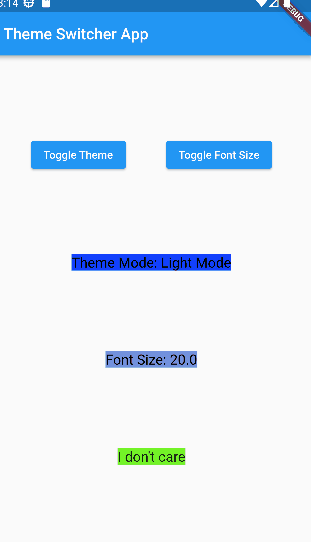 3:14
Theme Switcher App
Toggle Theme
Toggle Font Size
Theme Mode: Light Mode
Font Size: 20.0
I don't care